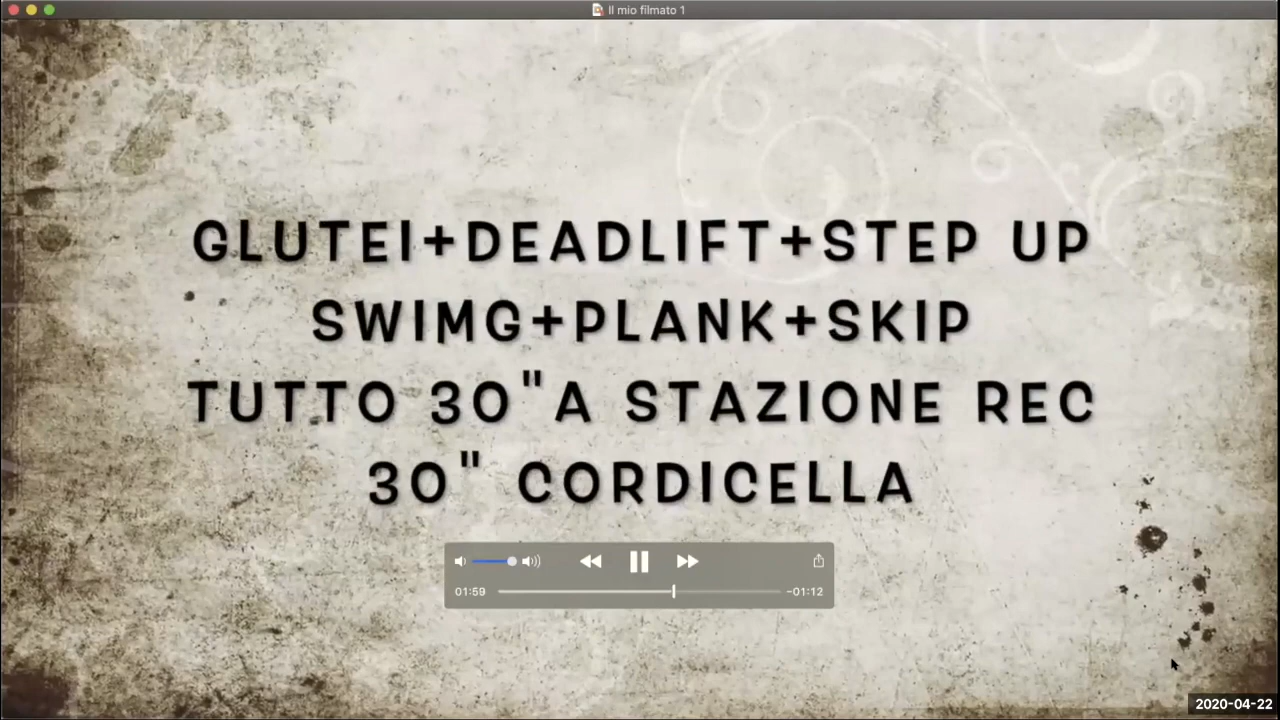 Il mio filmato 1
GLUTEI+DEADLIFT+STEP UP
SWIMG+PLANK+SKIP
TUTTO 30"A STAZIONE REC
30" CORDICELLA
01:59
-01:12
2020-04-22